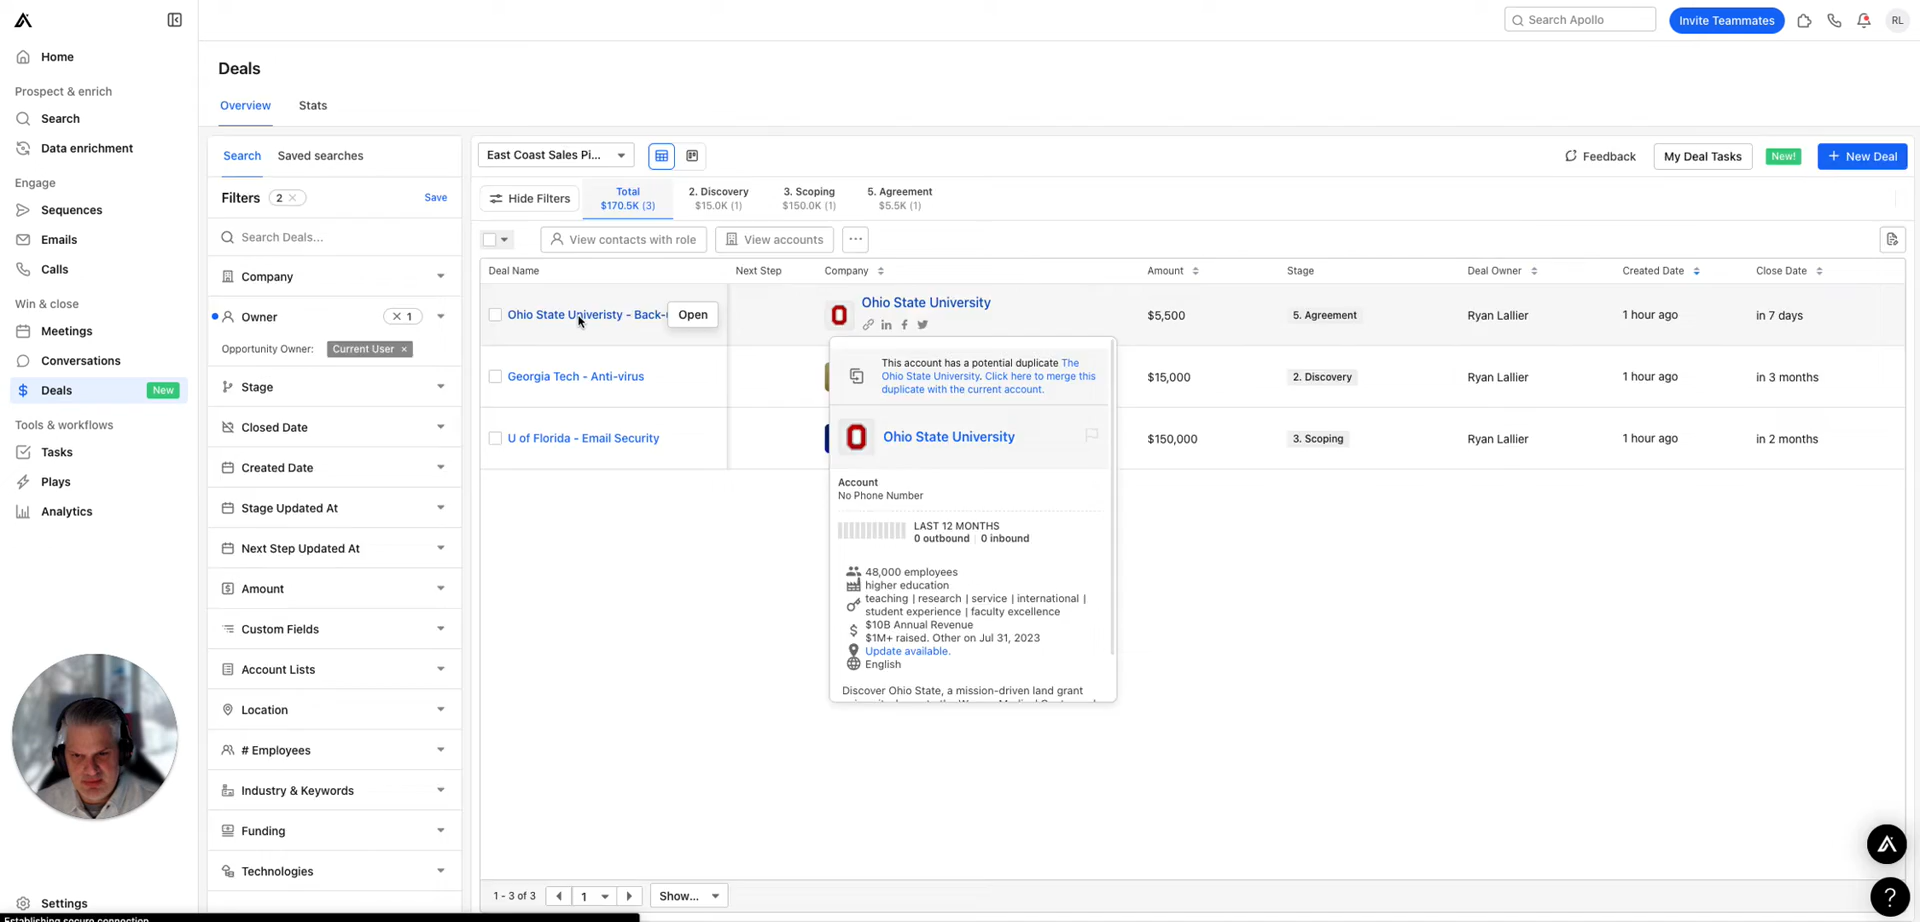 Search Apollo
Invite Teammates
RL
Home
Prospect & enrich
Search
Data enrichment
Engage
Sequences
Emails
Calls
Win & close
Meetings
Conversations
Deals
New
Tools & workflows
Tasks
Plays
Analytics
Settings
Establishing secure connection
Deals
Overview
Stats
Search
Saved searches
Filters
2
Save
Search Deals...
Company
Owner
1
Opportunity Owner:
Current User
Stage
Closed Date
Created Date
Stage Updated At
Next Step Updated At
Amount
Custom Fields
Account Lists
Location
# Employees
Industry & Keywords
Funding
Technologies
East Coast Sales Pi...
Feedback
My Deal Tasks
New!
+ New Deal
Hide Filters
Total
$170.5K (3)
2. Discovery
$15.0K (1)
3. Scoping
$150.0K (1)
5. Agreement
$5.5K (1)
View contacts with role
View accounts
Deal Name
Next Step
Company
Amount
Stage
Deal Owner
Created Date
Close Date
Ohio State Univeristy - Back-
Open
Ohio State University
$5,500
5. Agreement
Ryan Lallier
1 hour ago
in 7 days
Georgia Tech - Anti-virus
$15,000
2. Discovery
Ryan Lallier
1 hour ago
in 3 months
U of Florida - Email Security
$150,000
3. Scoping
Ryan Lallier
1 hour ago
in 2 months
This account has a potential duplicate The
Ohio State University. Click here to merge this
duplicate with the current account.
Ohio State University
Account
No Phone Number
LAST 12 MONTHS
0 outbound | 0 inbound
48,000 employees
higher education
teaching | research | service | international |
student experience | faculty excellence
$10B Annual Revenue
$1M+ raised. Other on Jul 31, 2023
Update available.
English
Discover Ohio State, a mission-driven land grant
1 - 3 of 3
1
Show...
?